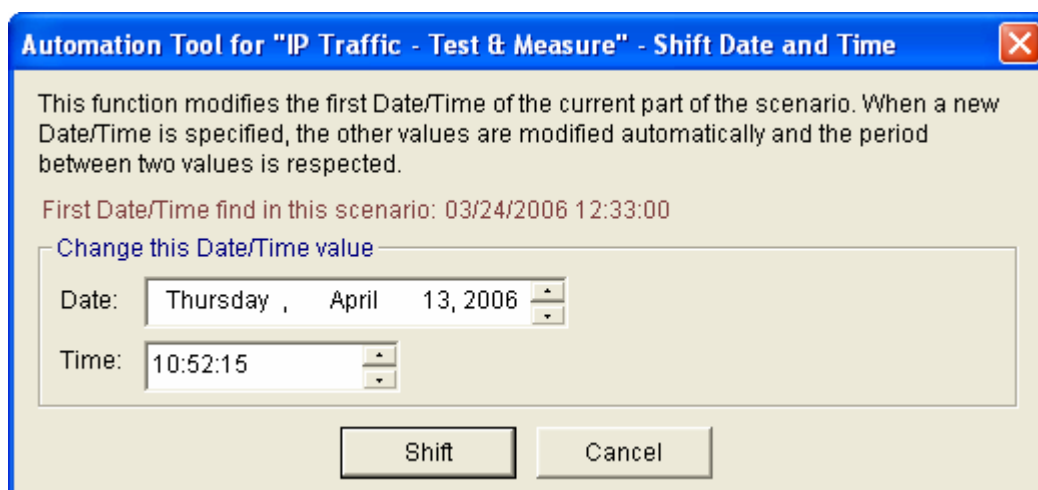 Automation Tool for "IP Traffic - Test & Measure" - Shift Date and Time
This function modifies the first Date/Time of the current part of the scenario. When a new
Date/Time is specified, the other values are modified automatically and the period
between two values is respected.
First Date/Time find in this scenario: 03/24/2006 12:33:00
Change this Date/Time value
Date: Thursday , April 13, 2006
Time: 10:52:15
Shift Cancel